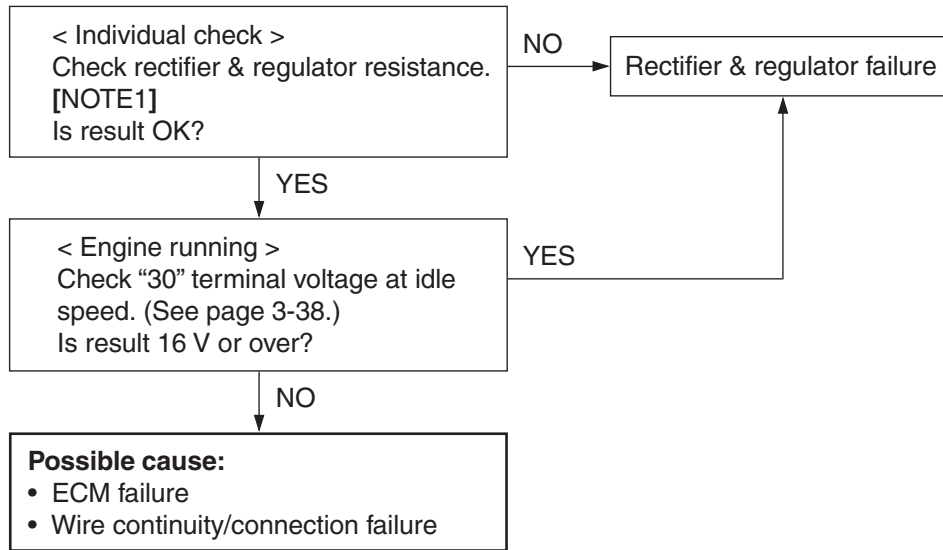 < Individual check >
Check rectifier & regulator resistance.
[NOTE1]
Is result OK?
NO
Rectifier & regulator failure
YES
< Engine running >
Check “30” terminal voltage at idle
speed. (See page 3-38.)
Is result 16 V or over?
YES
NO
Possible cause:
• ECM failure
• Wire continuity/connection failure